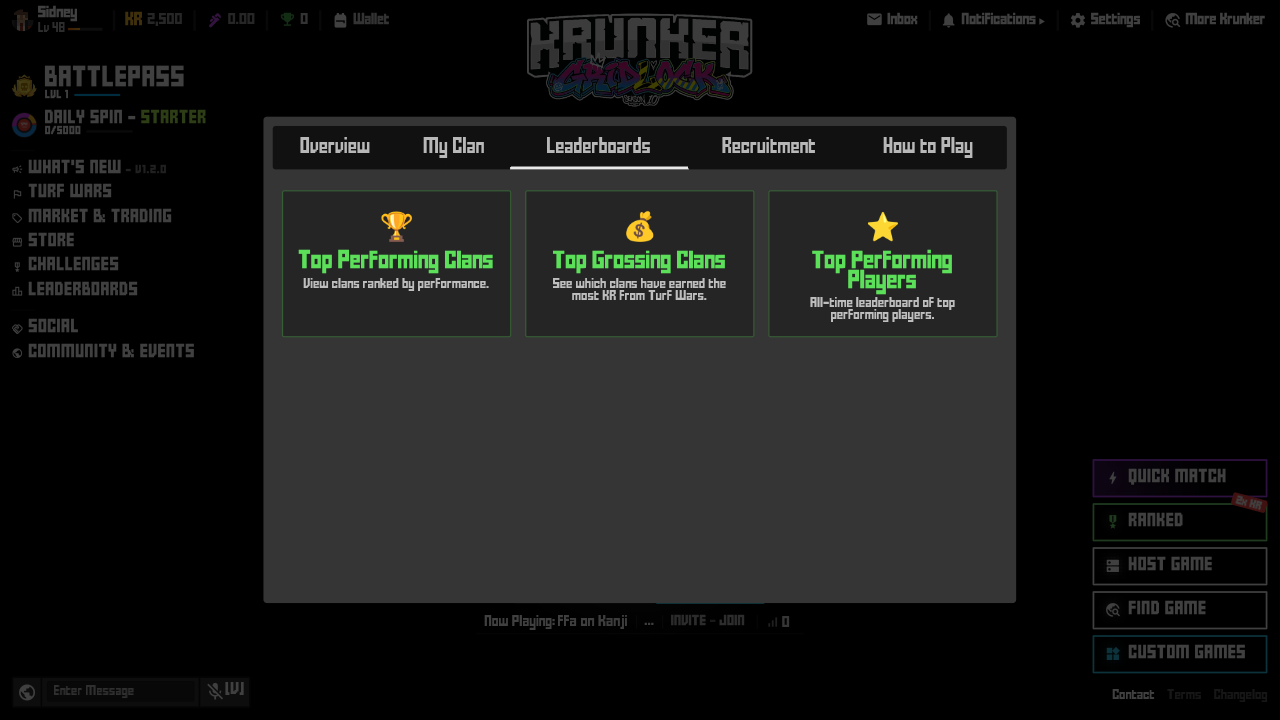 Sidney
Lv 48
KR 2,500
0.00
0
Wallet
KRUNKER
GRIDLOCK
Inbox
Notifications ▸
Settings
More Krunker
BATTLEPASS
LVL 1
DAILY SPIN - STARTER
0/5000
WHAT'S NEW - V1.2.0
TURF WARS
MARKET & TRADING
STORE
CHALLENGES
LEADERBOARDS
SOCIAL
COMMUNITY & EVENTS
Overview
My Clan
Leaderboards
Recruitment
How to Play
Top Performing Clans
View clans ranked by performance.
Top Grossing Clans
See which clans have earned the
most KR From Turf Wars.
Top Performing
Players
All-time leaderboard of top
performing players.
QUICK MATCH
2x KR
RANKED
HOST GAME
FIND GAME
CUSTOM GAMES
Now Playing: FFa on Kanji
...
INVITE - JOIN
0
Enter Message
[V]
Contact
Terms
Changelog